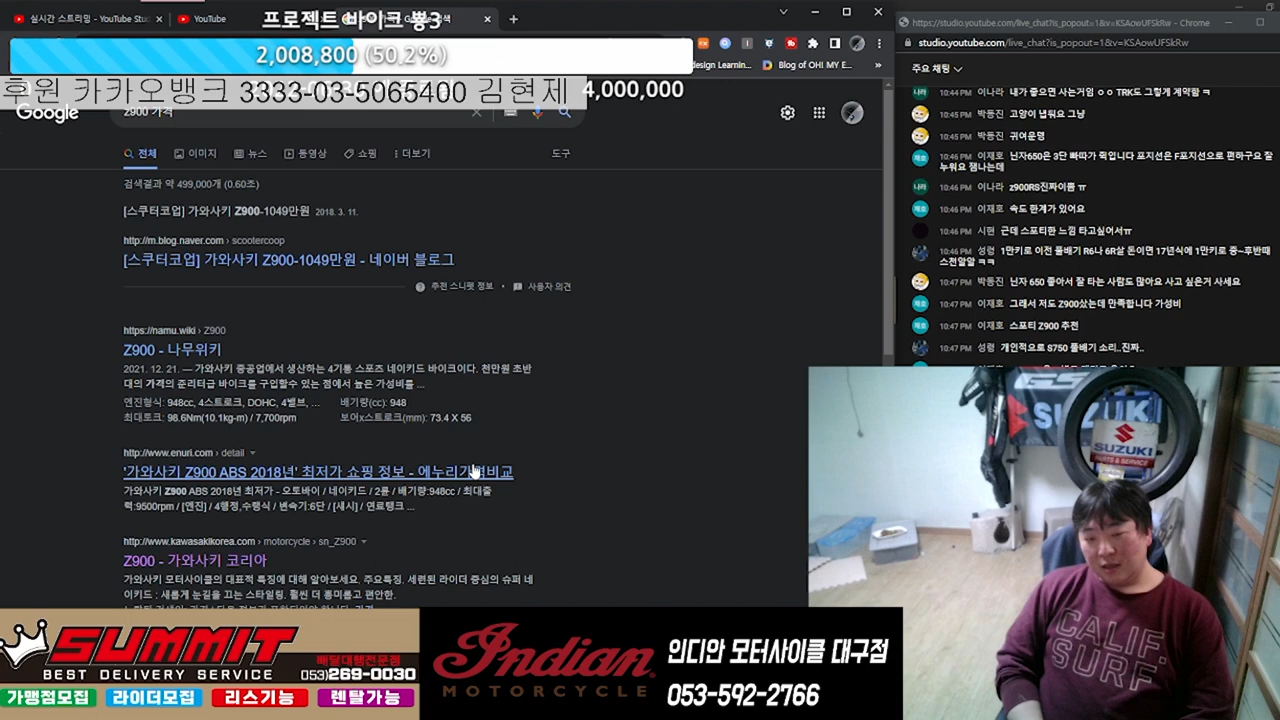 실시간 스트리밍 - YouTube Stu
YouTube
프로젝트 바이크 뿅3
2,008,800 (50.2%)
4,000,000
후원 카카오뱅크 3333-03-5065400 김현제
design Learnin...
Blog of OH! MY E...
Google
z900 가격
전체
이미지
뉴스
동영상
쇼핑
더보기
도구
검색결과 약 499,000개 (0.60초)
[스쿠터코업] 가와사키 Z900-1049만원 2018. 3. 11.
http://m.blog.naver.com › scootercoop
[스쿠터코업] 가와사키 Z900-1049만원 - 네이버 블로그
추천 스니펫 정보 • 사용자 의견
https://namu.wiki › Z900
Z900 - 나무위키
2021. 12. 21. — 가와사키 중공업에서 생산하는 4기통 스포츠 네이키드 바이크이다. 천만원 초반
대의 가격의 준리터급 바이크를 구입할수 있는 점에서 높은 가성비를 ...
엔진형식: 948cc, 4스트로크, DOHC, 4밸브, ... 배기량(cc): 948
최대토크: 98.6Nm(10.1kg-m) / 7,700rpm 보어x스트로크(mm): 73.4 X 56
http://www.enuri.com › detail
'가와사키 Z900 ABS 2018년' 최저가 쇼핑 정보 - 에누리가격비교
가와사키 Z900 ABS 2018년 최저가 - 오토바이 / 네이키드 / 2륜 / 배기량:948cc / 최대출
력:9500rpm / [엔진] / 4행정,수랭식 / 변속기:6단 / [섀시] / 연료탱크 ...
http://www.kawasakikorea.com › motorcycle › sn_Z900
Z900 - 가와사키 코리아
가와사키 모터사이클의 대표적 특징에 대해 알아보세요. 주요특징. 세련된 라이더 중심의 슈퍼 네
이키드 : 새롭게 눈길을 끄는 스타일링. 훨씬 더 흥미롭고 편안한.
https://studio.youtube.com/live_chat?is_popout=1&v=KSAowUFSkRw - Chrome
studio.youtube.com/live_chat?is_popout=1&v=KSAowUFSkRw
주요 채팅
10:44 PM 이나라 내가 좋으면 사는거임 ㅇㅇ TRK도 그렇게 계약함 ㅋ
10:45 PM 박동진 고양이 냅둬요 그냥
10:45 PM 박동진 귀여운뎅
10:46 PM 이재호 닌자650은 3단 빠따가 죽입니다 포지션은 F포지션으로 편하구요 잘
누워요 잼나는데
10:46 PM 이나라 z900RS진짜이쁨 ㅠ
10:46 PM 이재호 속도 한계가 있어요
10:46 PM 시현 근데 스포티한 느낌 타고싶어서ㅠ
10:46 PM 성령 1만키로 이전 풀배기 R6나 6R살 돈이면 17년식에 1만키로 중~후반때
스천알알 ㅋㅋ
10:47 PM 박동진 닌자 650 좋아서 잘 타는 사람도 많아요 사고 싶은거 사세요
10:47 PM 이재호 그래서 저도 Z900샀는데 만족합니다 가성비
10:47 PM 이재호 스포티 Z900 추천
10:47 PM 성령 개인적으로 S750 풀배기 소리..진짜..
SUZUKI
SUZUKI
PARTS & SERVICE
CALIF.
SURF.
SUMMIT
BEST DELIVERY SERVICE
배달대행전문점
053)269-0030
가맹점모집
라이더모집
리스기능
렌탈가능
Indian
MOTORCYCLE
인디안 모터사이클 대구점
053-592-2766